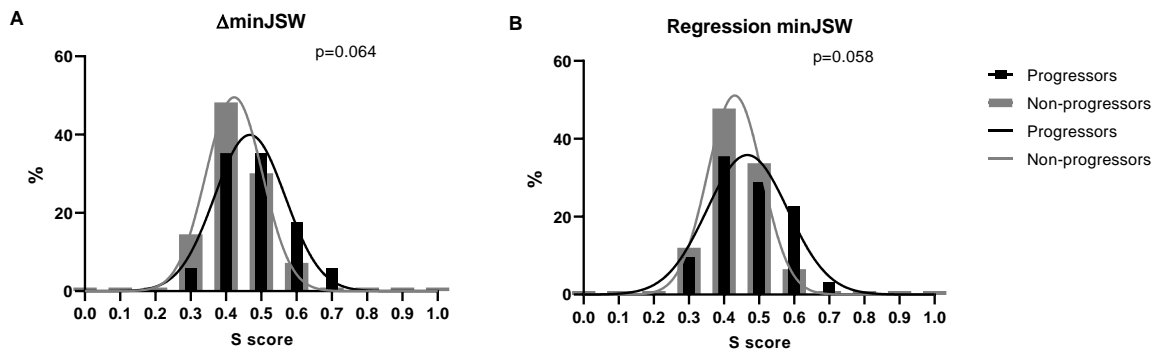 A
ΔminJSW
p=0.064
60
40
20
0
%
0.0 0.1 0.2 0.3 0.4 0.5 0.6 0.7 0.8 0.9 1.0
S score
B
Regression minJSW
p=0.058
60
40
20
0
%
0.0 0.1 0.2 0.3 0.4 0.5 0.6 0.7 0.8 0.9 1.0
S score
Progressors
Non-progressors
Progressors
Non-progressors